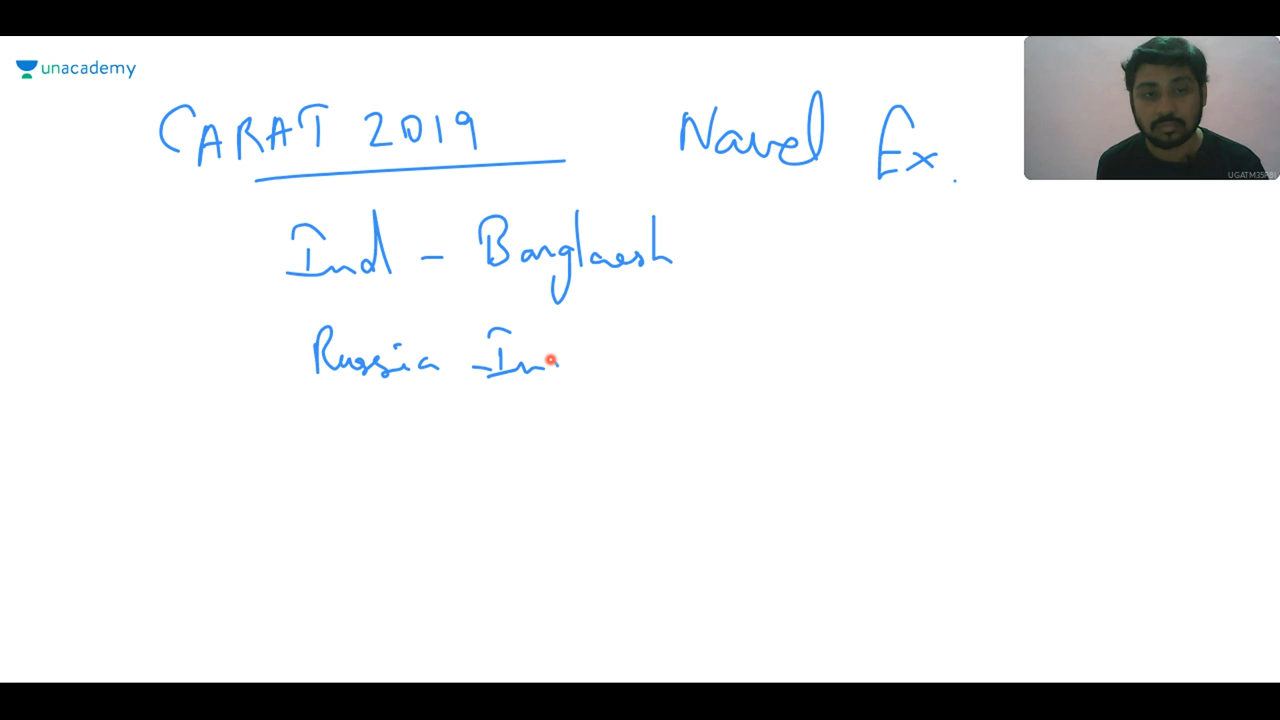 unacademy
CARAT 2019 Navel Ex.
Ind - Banglaesh
Russia - In